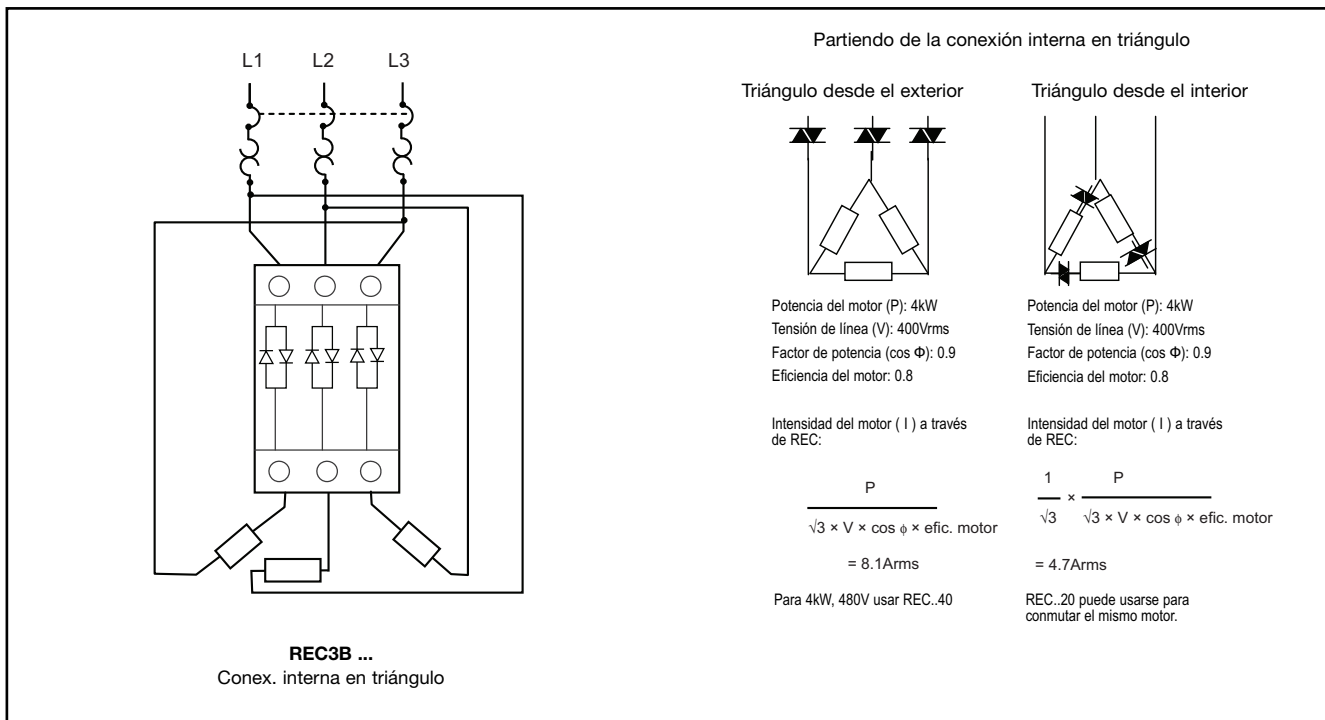 L1 L2 L3
REC3B ...
Conex. interna en triángulo
Partiendo de la conexión interna en triángulo
Triángulo desde el exterior
Potencia del motor (P): 4kW
Tensión de línea (V): 400Vrms
Factor de potencia (cos Φ): 0.9
Eficiencia del motor: 0.8
Intensidad del motor ( I ) a través
de REC:
P
√3 × V × cos ϕ × efic. motor
= 8.1Arms
Para 4kW, 480V usar REC..40
Triángulo desde el interior
Potencia del motor (P): 4kW
Tensión de línea (V): 400Vrms
Factor de potencia (cos Φ): 0.9
Eficiencia del motor: 0.8
Intensidad del motor ( I ) a través
de REC:
1 P
×
√3 √3 × V × cos ϕ × efic. motor
= 4.7Arms
REC..20 puede usarse para
conmutar el mismo motor.